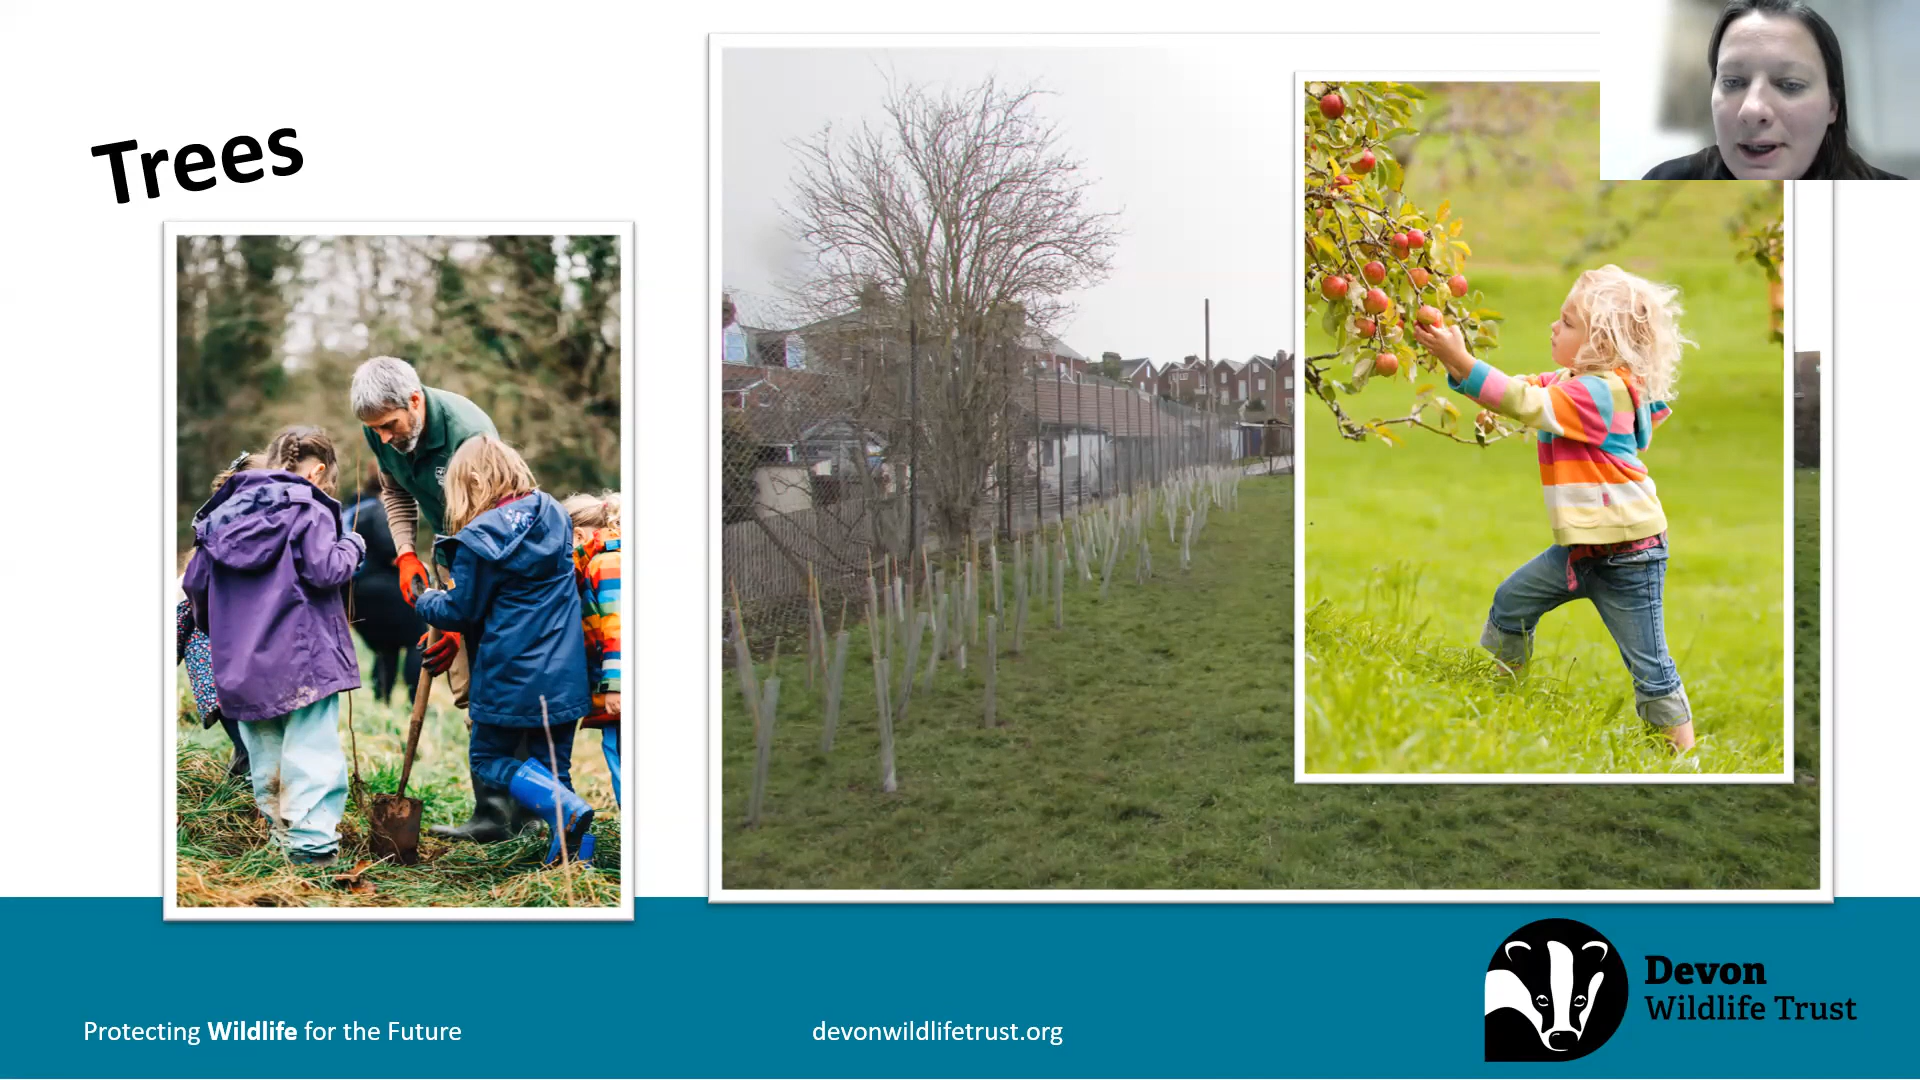 Trees
Protecting Wildlife for the Future
devonwildlifetrust.org
Devon
Wildlife Trust